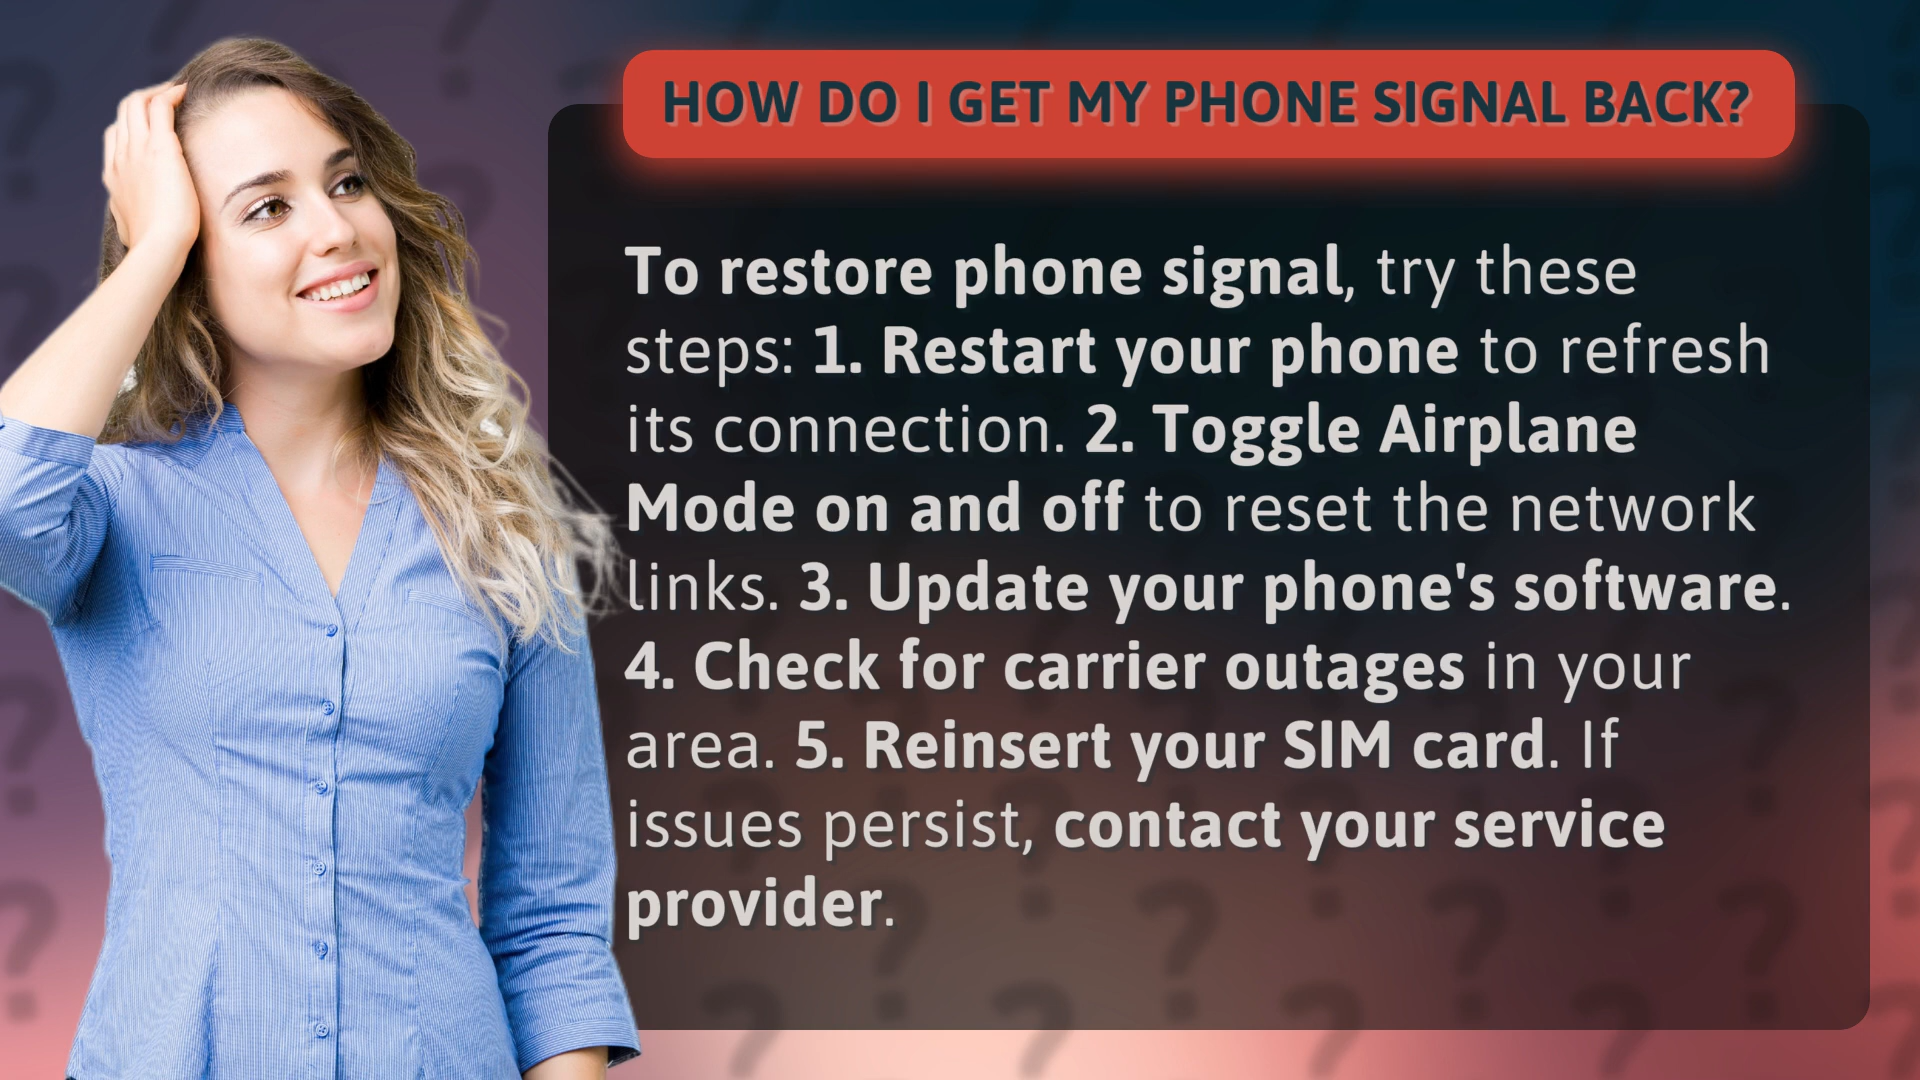 HOW DO I GET MY PHONE SIGNAL BACK?
To restore phone signal, try these
steps: 1. Restart your phone to refresh
its connection. 2. Toggle Airplane
Mode on and off to reset the network
links. 3. Update your phone's software.
4. Check for carrier outages in your
area. 5. Reinsert your SIM card. If
issues persist, contact your service
provider.